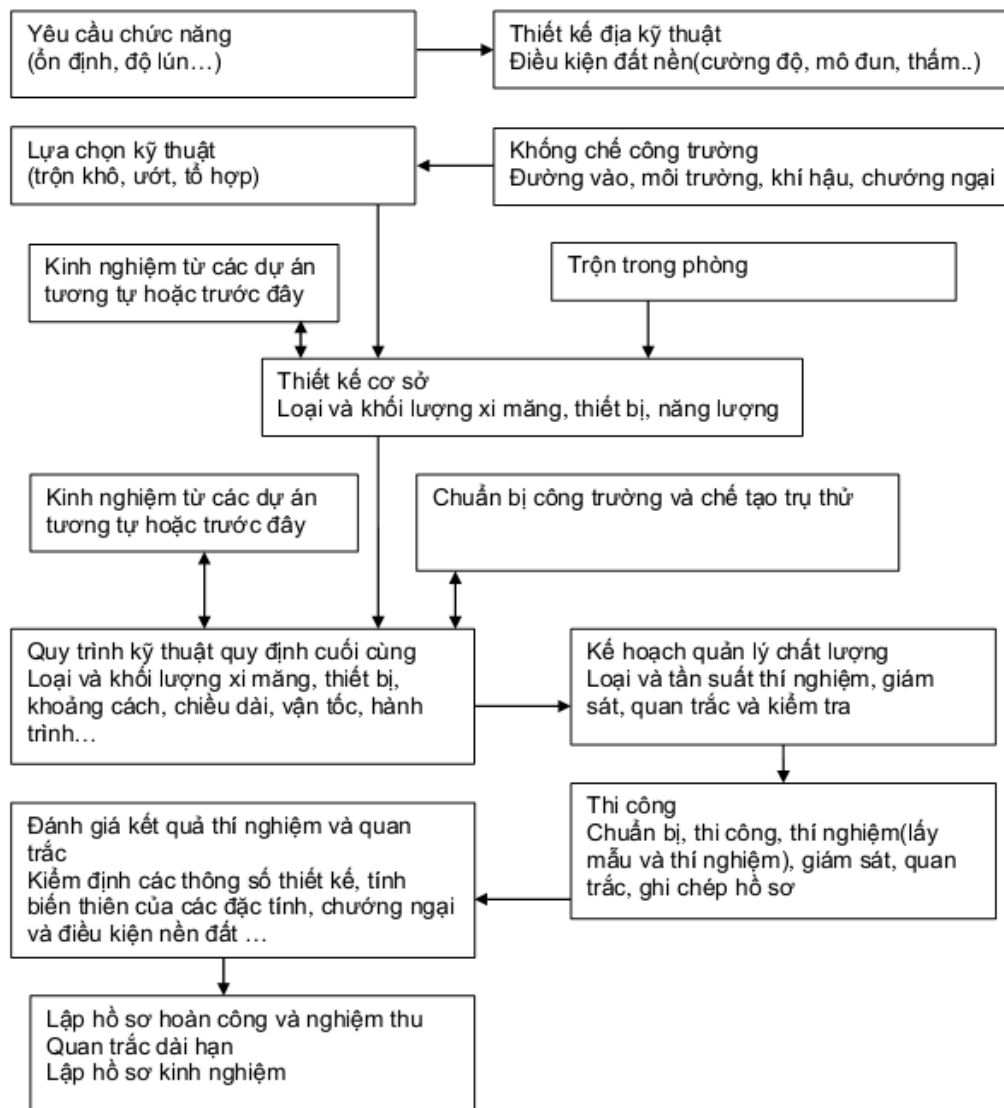 Yêu cầu chức năng
(ổn định, độ lún…)
Thiết kế địa kỹ thuật
Điều kiện đất nền(cường độ, mô đun, thấm..)
Lựa chọn kỹ thuật
(trộn khô, ướt, tổ hợp)
Khống chế công trường
Đường vào, môi trường, khí hậu, chướng ngại
Kinh nghiệm từ các dự án
tương tự hoặc trước đây
Trộn trong phòng
Thiết kế cơ sở
Loại và khối lượng xi măng, thiết bị, năng lượng
Kinh nghiệm từ các dự án
tương tự hoặc trước đây
Chuẩn bị công trường và chế tạo trụ thử
Quy trình kỹ thuật quy định cuối cùng
Loại và khối lượng xi măng, thiết bị,
khoảng cách, chiều dài, vận tốc, hành
trình…
Kế hoạch quản lý chất lượng
Loại và tần suất thí nghiệm, giám
sát, quan trắc và kiểm tra
Thi công
Chuẩn bị, thi công, thí nghiệm(lấy
mẫu và thí nghiệm), giám sát, quan
trắc, ghi chép hồ sơ
Đánh giá kết quả thí nghiệm và quan
trắc
Kiểm định các thông số thiết kế, tính
biến thiên của các đặc tính, chướng ngại
và điều kiện nền đất …
Lập hồ sơ hoàn công và nghiệm thu
Quan trắc dài hạn
Lập hồ sơ kinh nghiệm